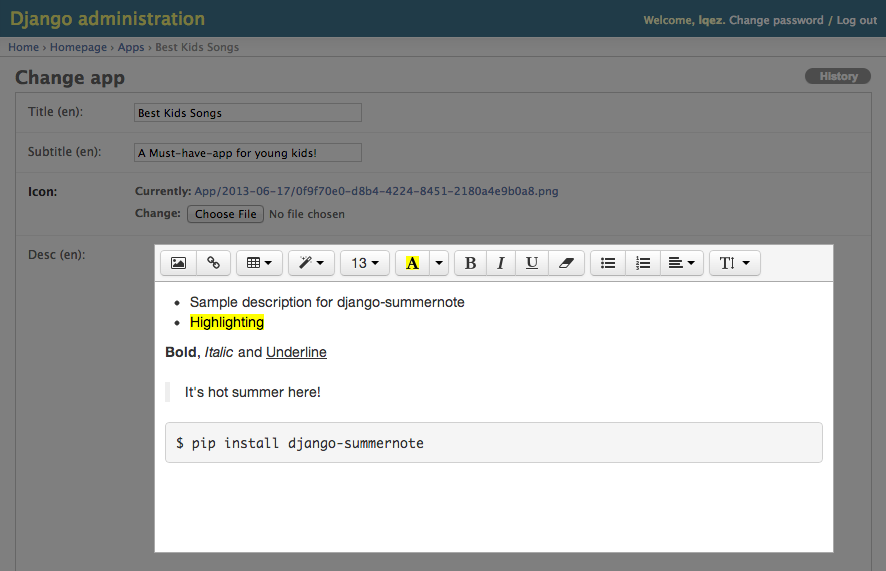 Django administration
Welcome, lqez. Change password / Log out
Home › Homepage › Apps › Best Kids Songs
Change app
History
Title (en):
Best Kids Songs
Subtitle (en):
A Must-have-app for young kids!
Icon:
Currently: App/2013-06-17/0f9f70e0-d8b4-4224-8451-2180a4e9b0a8.png
Change: Choose File No file chosen
Desc (en):
13 A B I U T
• Sample description for django-summernote
• Highlighting
Bold, Italic and Underline
It's hot summer here!
$ pip install django-summernote